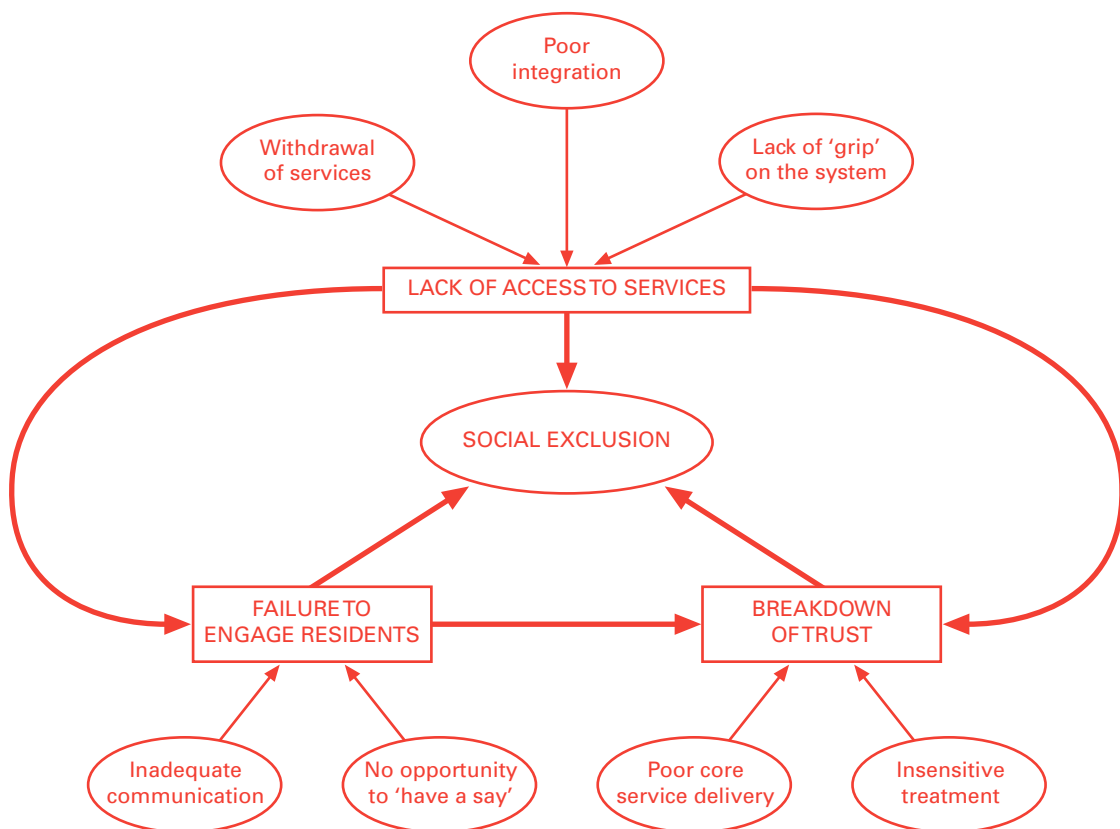 Poor
integration
Withdrawal
of services
Lack of ‘grip’
on the system
LACK OF ACCESS TO SERVICES
SOCIAL EXCLUSION
FAILURE TO
ENGAGE RESIDENTS
BREAKDOWN
OF TRUST
Inadequate
communication
No opportunity
to ‘have a say’
Poor core
service delivery
Insensitive
treatment